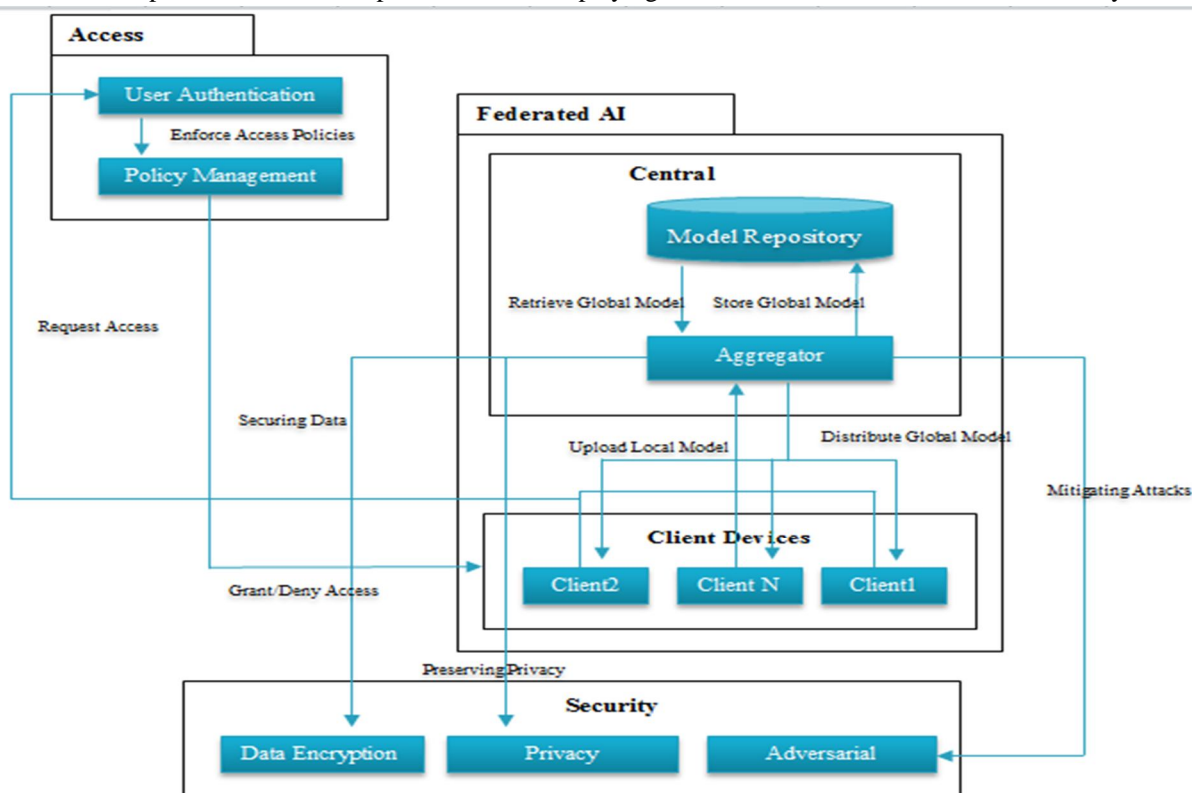 Access
User Authentication
Enforce Access Policies
Policy Management
Federated AI
Central
Model Repository
Retrieve Global Model
Store Global Model
Request Access
Aggregator
Securing Data
Upload Local Model
Distribute Global Model
Mitigating Attacks
Client Devices
Client2
Client N
Client1
Grant/Deny Access
Preserving Privacy
Security
Data Encryption
Privacy
Adversarial